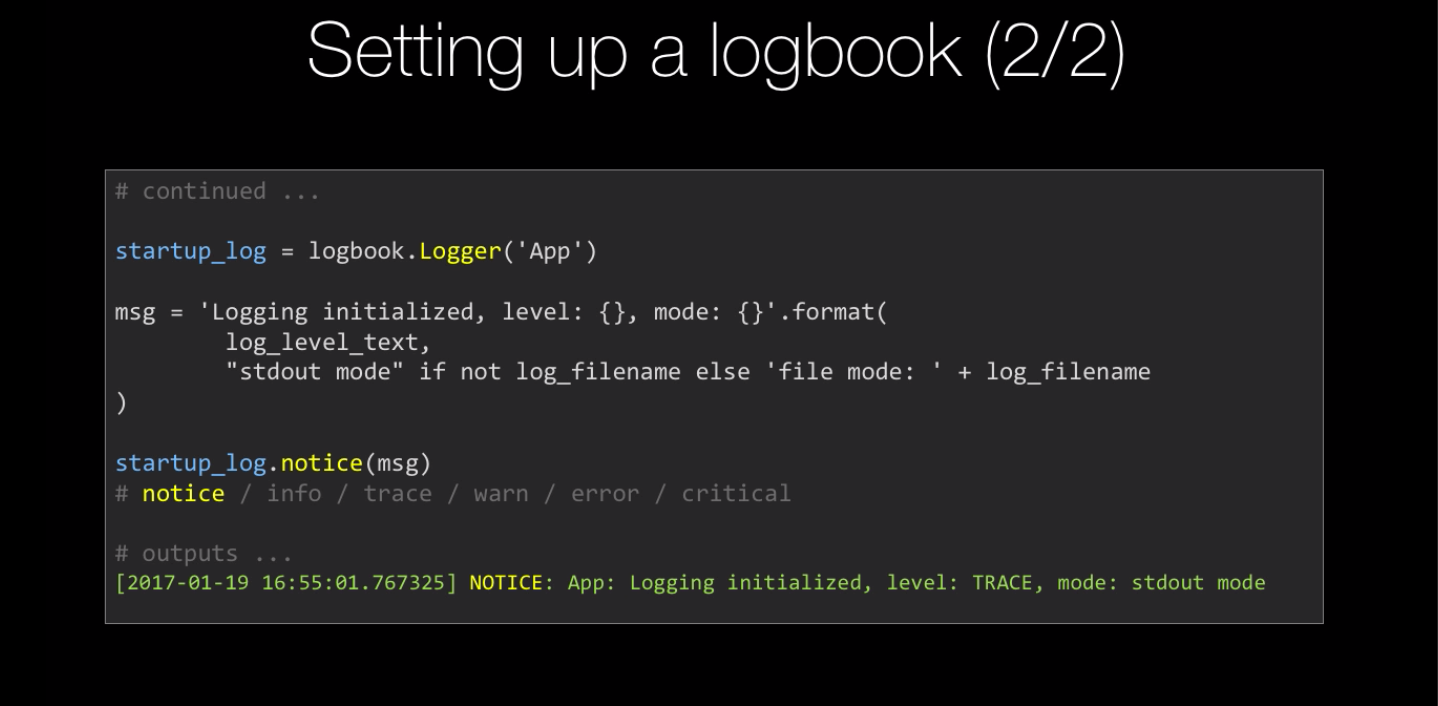 Setting up a logbook (2/2)
# continued ...
startup_log = logbook.Logger('App')
msg = 'Logging initialized, level: {}, mode: {}'.format(
        log_level_text,
        "stdout mode" if not log_filename else 'file mode: ' + log_filename
)
startup_log.notice(msg)
# notice / info / trace / warn / error / critical
# outputs ...
[2017-01-19 16:55:01.767325] NOTICE: App: Logging initialized, level: TRACE, mode: stdout mode